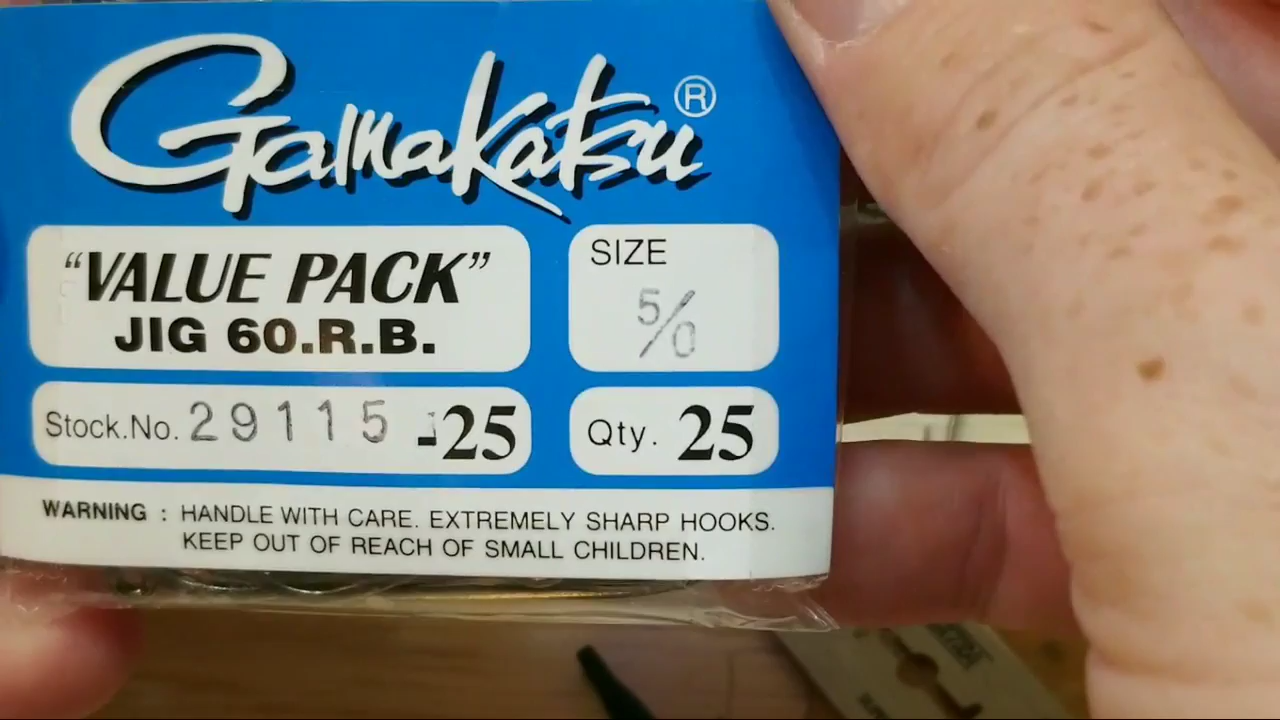 Gamakatsu®
"VALUE PACK"
JIG 60.R.B.
SIZE
5/0
Stock.No. 29115 -25
Qty. 25
WARNING : HANDLE WITH CARE. EXTREMELY SHARP HOOKS.
KEEP OUT OF REACH OF SMALL CHILDREN.